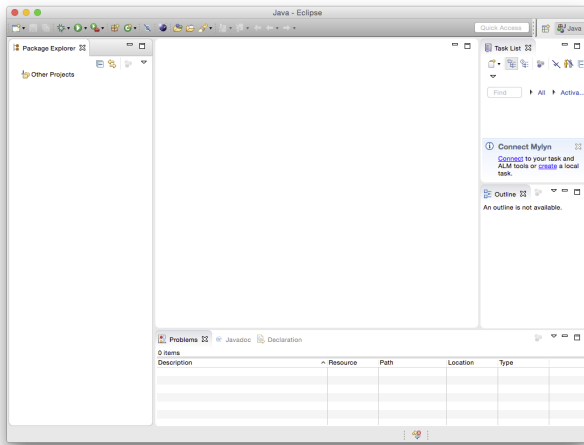 Java - Eclipse
Quick Access
Java
Package Explorer
Other Projects
Task List
Find
All
Activa...
Connect Mylyn
Connect to your task and
ALM tools or create a local
task.
Outline
An outline is not available.
Problems
Javadoc
Declaration
0 items
Description
Resource
Path
Location
Type